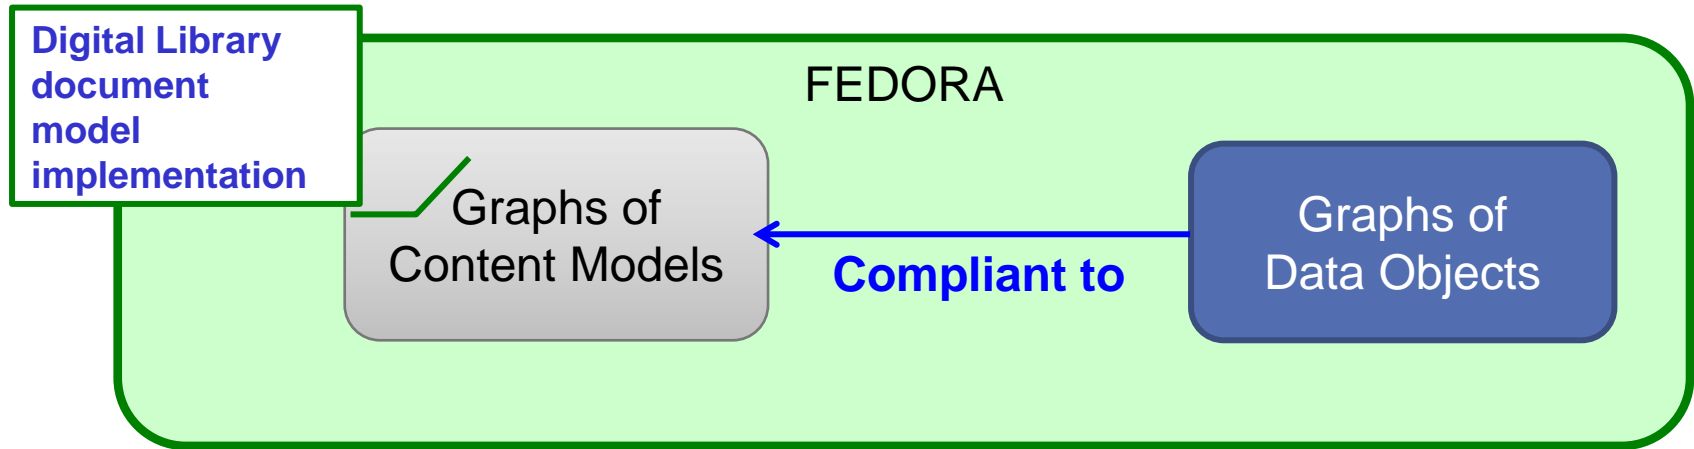 Digital Library
document
model
implementation
FEDORA
Graphs of
Content Models
Compliant to
Graphs of
Data Objects